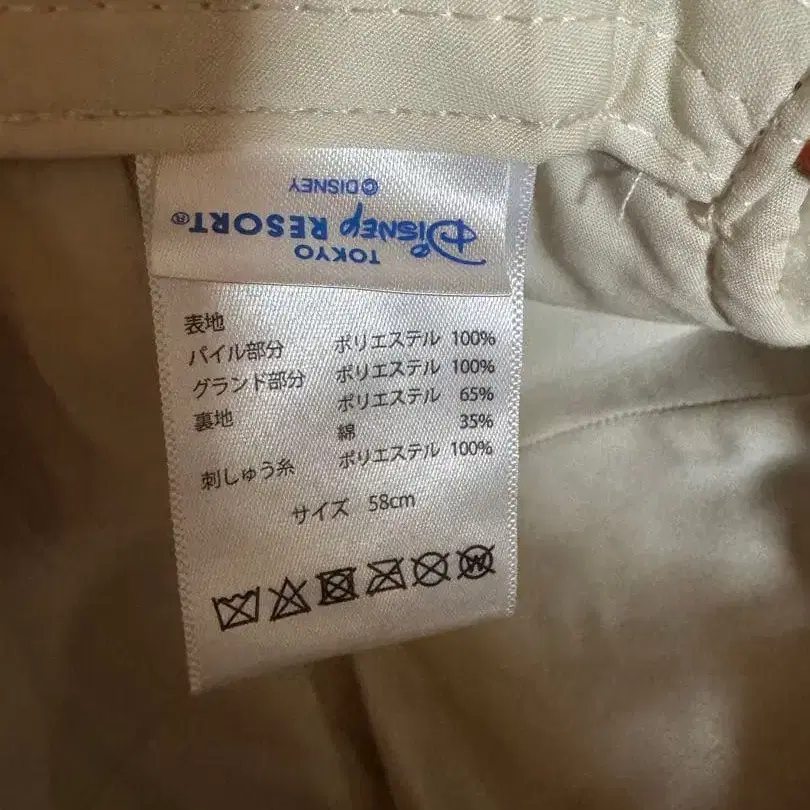 TOKYO
Disney RESORT®
© DISNEY
表地
パイル部分 ポリエステル 100%
グランド部分 ポリエステル 100%
裏地 ポリエステル 65%
綿 35%
刺しゅう糸 ポリエステル 100%
サイズ 58cm
W